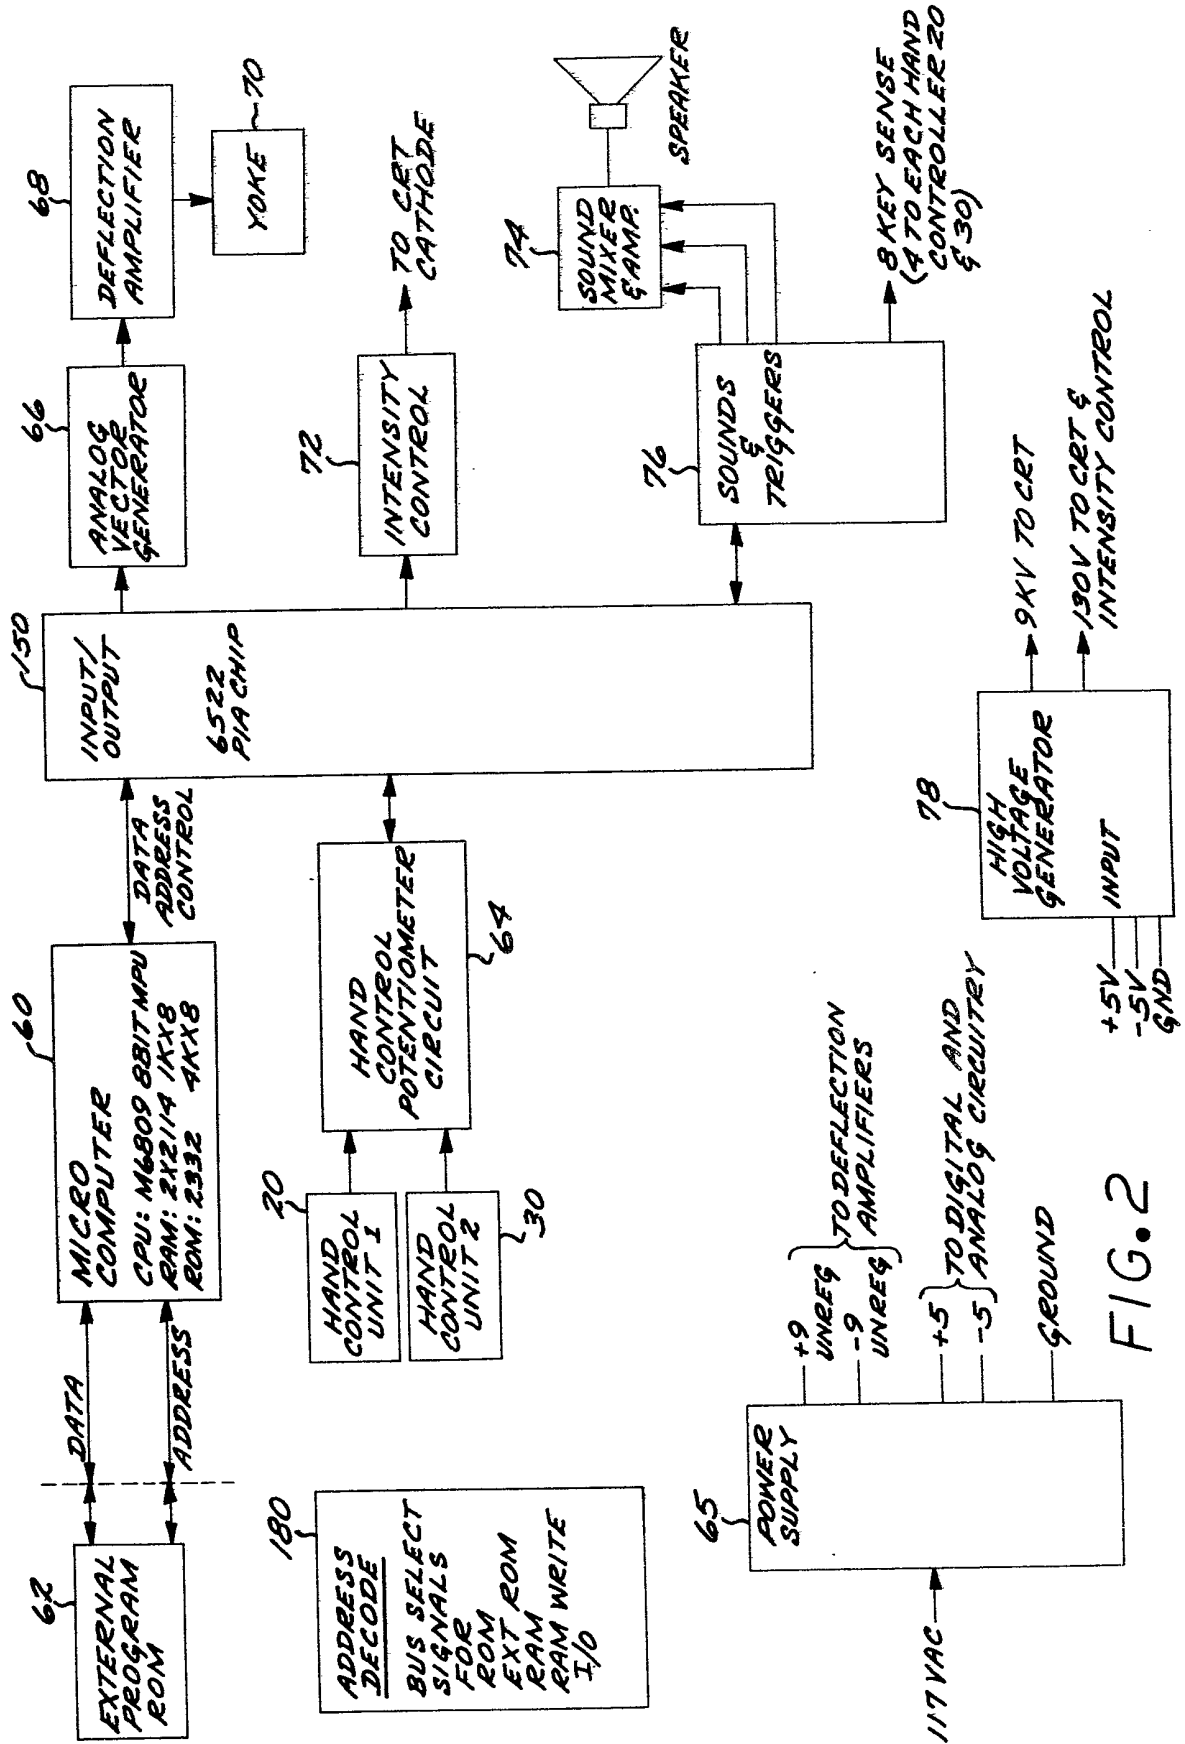 62
EXTERNAL
PROGRAM
ROM
DATA
ADDRESS
60
MICRO
COMPUTER
CPU: M6809 8BIT MPU
RAM: 2X2114 1KX8
ROM: 2332 4KX8
DATA
ADDRESS
CONTROL
150
INPUT/
OUTPUT
6522
PIA CHIP
66
ANALOG
VECTOR
GENERATOR
68
DEFLECTION
AMPLIFIER
YOKE
70
72
INTENSITY
CONTROL
TO CRT
CATHODE
180
ADDRESS
DECODE
BUS SELECT
SIGNALS
FOR
ROM
EXT ROM
RAM
RAM WRITE
I/O
20
HAND
CONTROL
UNIT 1
HAND
CONTROL
UNIT 2
30
HAND
CONTROL
POTENTIOMETER
CIRCUIT
64
74
SOUND
MIXER
& AMP.
SPEAKER
76
SOUNDS
&
TRIGGERS
8 KEY SENSE
(4 TO EACH HAND
CONTROLLER 20
& 30)
117 VAC
65
POWER
SUPPLY
+9
UNREG
-9
UNREG
TO DEFLECTION
AMPLIFIERS
+5
-5
TO DIGITAL AND
ANALOG CIRCUITRY
GROUND
78
HIGH
VOLTAGE
GENERATOR
INPUT
+5V
-5V
GND
9KV TO CRT
130V TO CRT &
INTENSITY CONTROL
FIG. 2